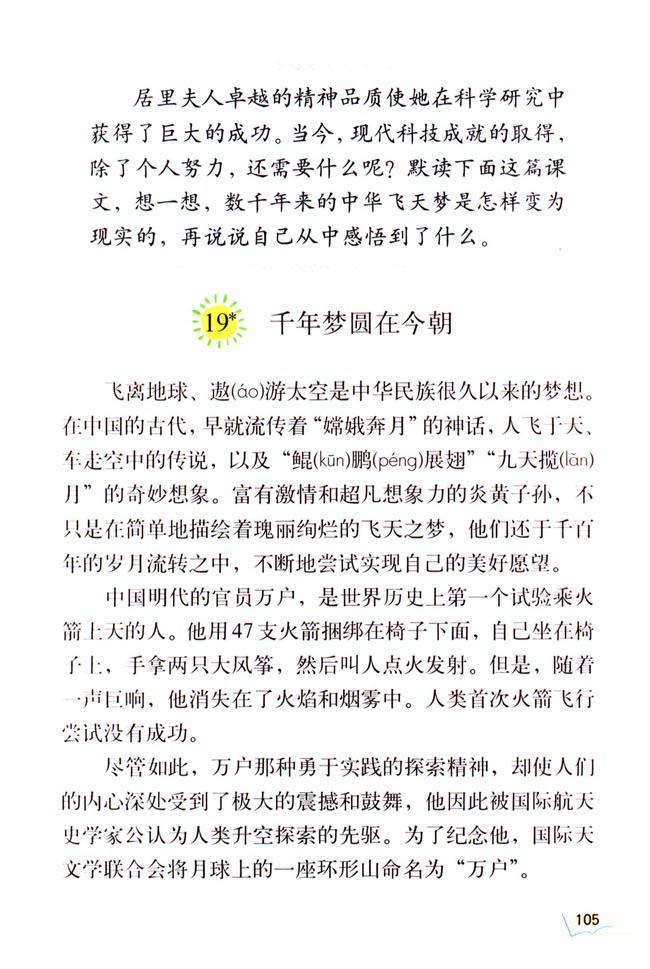 居里夫人卓越的精神品质使她在科学研究中
获得了巨大的成功。当今，现代科技成就的取得，
除了个人努力，还需要什么呢？默读下面这篇课
文，想一想，数千年来的中华飞天梦是怎样变为
现实的，再说说自己从中感悟到了什么。
19* 千年梦圆在今朝
飞离地球、遨(áo)游太空是中华民族很久以来的梦想。
在中国的古代，早就流传着“嫦娥奔月”的神话，人飞于天、
车走空中的传说，以及“鲲(kūn)鹏(péng)展翅”“九天揽(lǎn)
月”的奇妙想象。富有激情和超凡想象力的炎黄子孙，不
只是在简单地描绘着瑰丽绚烂的飞天之梦，他们还于千百
年的岁月流转之中，不断地尝试实现自己的美好愿望。
中国明代的官员万户，是世界历史上第一个试验乘火
箭上天的人。他用47支火箭捆绑在椅子下面，自己坐在椅
子上，手拿两只大风筝，然后叫人点火发射。但是，随着
一声巨响，他消失在了火焰和烟雾中。人类首次火箭飞行
尝试没有成功。
尽管如此，万户那种勇于实践的探索精神，却使人们
的内心深处受到了极大的震撼和鼓舞，他因此被国际航天
史学家公认为人类升空探索的先驱。为了纪念他，国际天
文学联合会将月球上的一座环形山命名为“万户”。
105